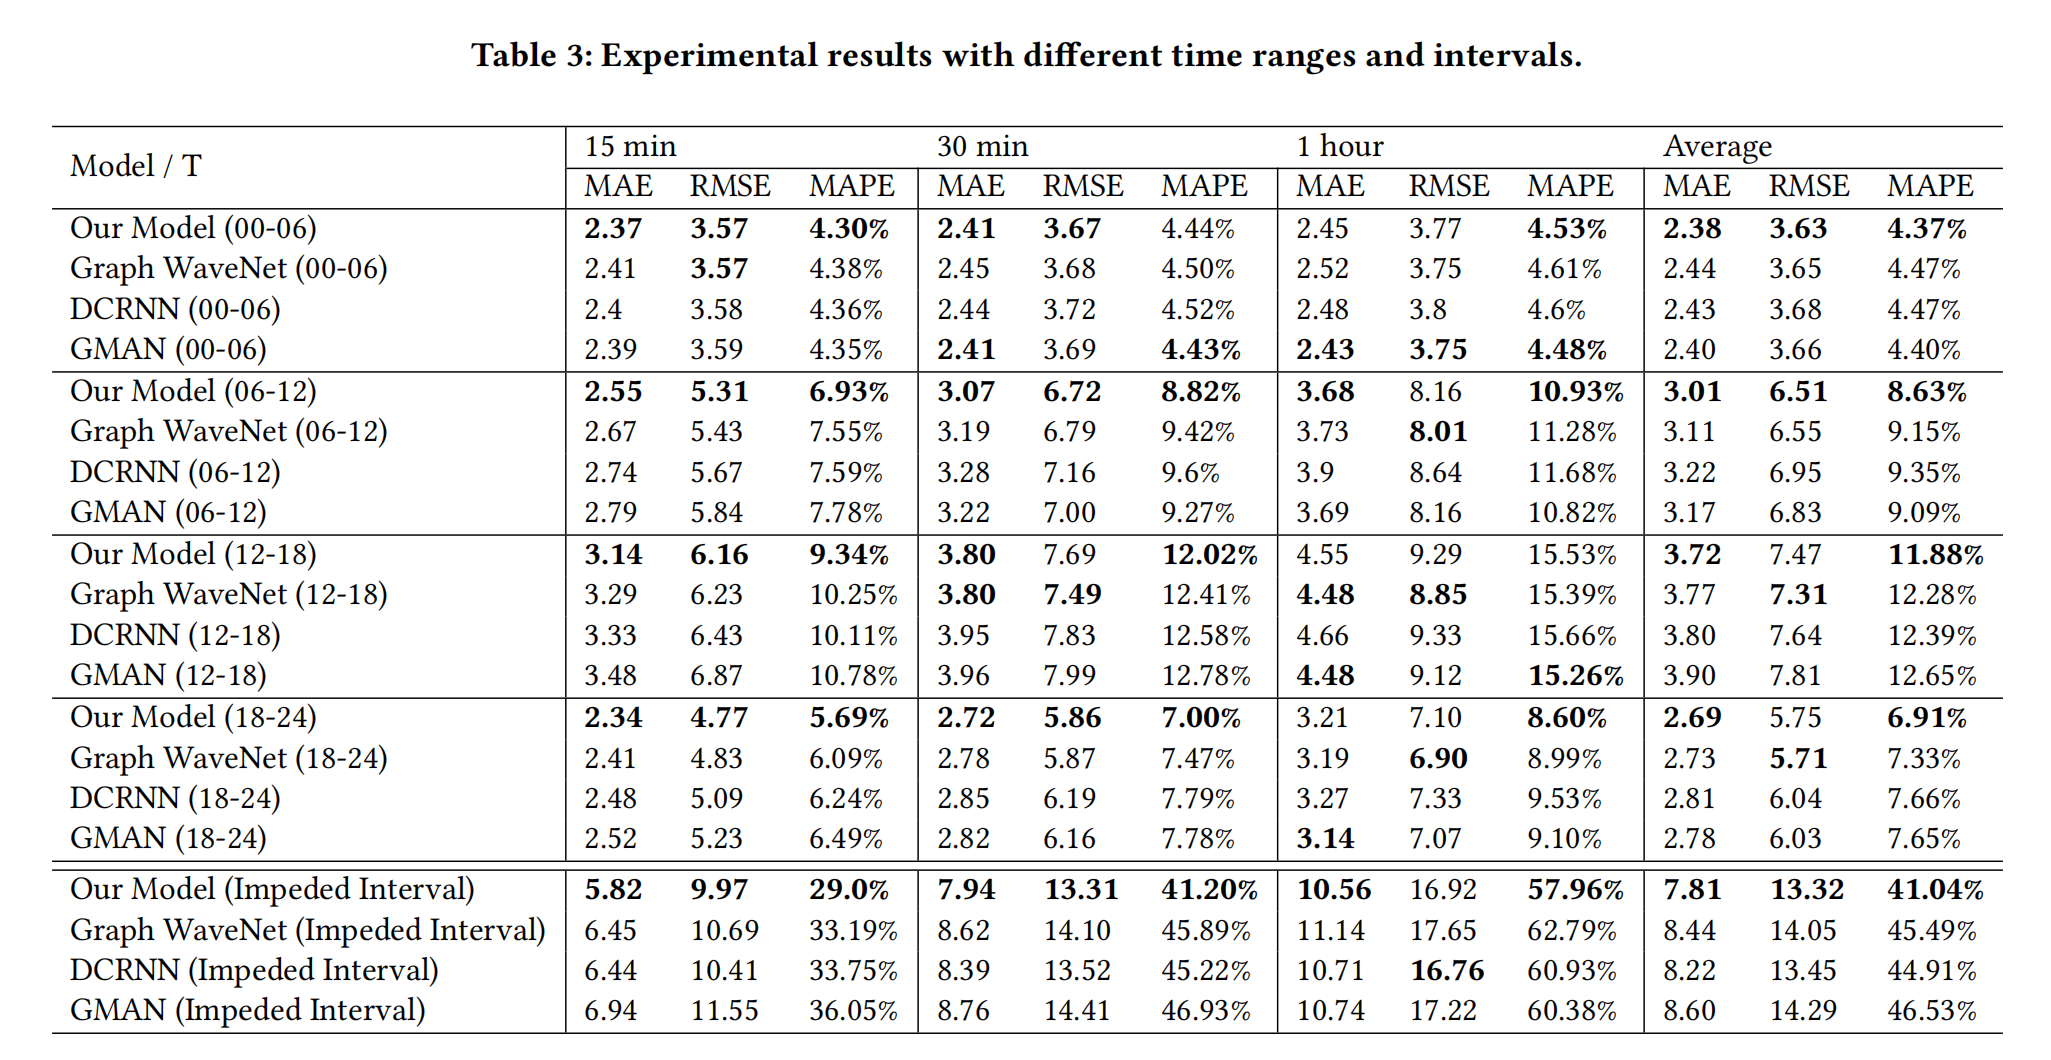 Table 3: Experimental results with different time ranges and intervals.
Model / T 15 min 30 min 1 hour Average
MAE RMSE MAPE MAE RMSE MAPE MAE RMSE MAPE MAE RMSE MAPE
Our Model (00-06) 2.37 3.57 4.30% 2.41 3.67 4.44% 2.45 3.77 4.53% 2.38 3.63 4.37%
Graph WaveNet (00-06) 2.41 3.57 4.38% 2.45 3.68 4.50% 2.52 3.75 4.61% 2.44 3.65 4.47%
DCRNN (00-06) 2.4 3.58 4.36% 2.44 3.72 4.52% 2.48 3.8 4.6% 2.43 3.68 4.47%
GMAN (00-06) 2.39 3.59 4.35% 2.41 3.69 4.43% 2.43 3.75 4.48% 2.40 3.66 4.40%
Our Model (06-12) 2.55 5.31 6.93% 3.07 6.72 8.82% 3.68 8.16 10.93% 3.01 6.51 8.63%
Graph WaveNet (06-12) 2.67 5.43 7.55% 3.19 6.79 9.42% 3.73 8.01 11.28% 3.11 6.55 9.15%
DCRNN (06-12) 2.74 5.67 7.59% 3.28 7.16 9.6% 3.9 8.64 11.68% 3.22 6.95 9.35%
GMAN (06-12) 2.79 5.84 7.78% 3.22 7.00 9.27% 3.69 8.16 10.82% 3.17 6.83 9.09%
Our Model (12-18) 3.14 6.16 9.34% 3.80 7.69 12.02% 4.55 9.29 15.53% 3.72 7.47 11.88%
Graph WaveNet (12-18) 3.29 6.23 10.25% 3.80 7.49 12.41% 4.48 8.85 15.39% 3.77 7.31 12.28%
DCRNN (12-18) 3.33 6.43 10.11% 3.95 7.83 12.58% 4.66 9.33 15.66% 3.80 7.64 12.39%
GMAN (12-18) 3.48 6.87 10.78% 3.96 7.99 12.78% 4.48 9.12 15.26% 3.90 7.81 12.65%
Our Model (18-24) 2.34 4.77 5.69% 2.72 5.86 7.00% 3.21 7.10 8.60% 2.69 5.75 6.91%
Graph WaveNet (18-24) 2.41 4.83 6.09% 2.78 5.87 7.47% 3.19 6.90 8.99% 2.73 5.71 7.33%
DCRNN (18-24) 2.48 5.09 6.24% 2.85 6.19 7.79% 3.27 7.33 9.53% 2.81 6.04 7.66%
GMAN (18-24) 2.52 5.23 6.49% 2.82 6.16 7.78% 3.14 7.07 9.10% 2.78 6.03 7.65%
Our Model (Impeded Interval) 5.82 9.97 29.0% 7.94 13.31 41.20% 10.56 16.92 57.96% 7.81 13.32 41.04%
Graph WaveNet (Impeded Interval) 6.45 10.69 33.19% 8.62 14.10 45.89% 11.14 17.65 62.79% 8.44 14.05 45.49%
DCRNN (Impeded Interval) 6.44 10.41 33.75% 8.39 13.52 45.22% 10.71 16.76 60.93% 8.22 13.45 44.91%
GMAN (Impeded Interval) 6.94 11.55 36.05% 8.76 14.41 46.93% 10.74 17.22 60.38% 8.60 14.29 46.53%